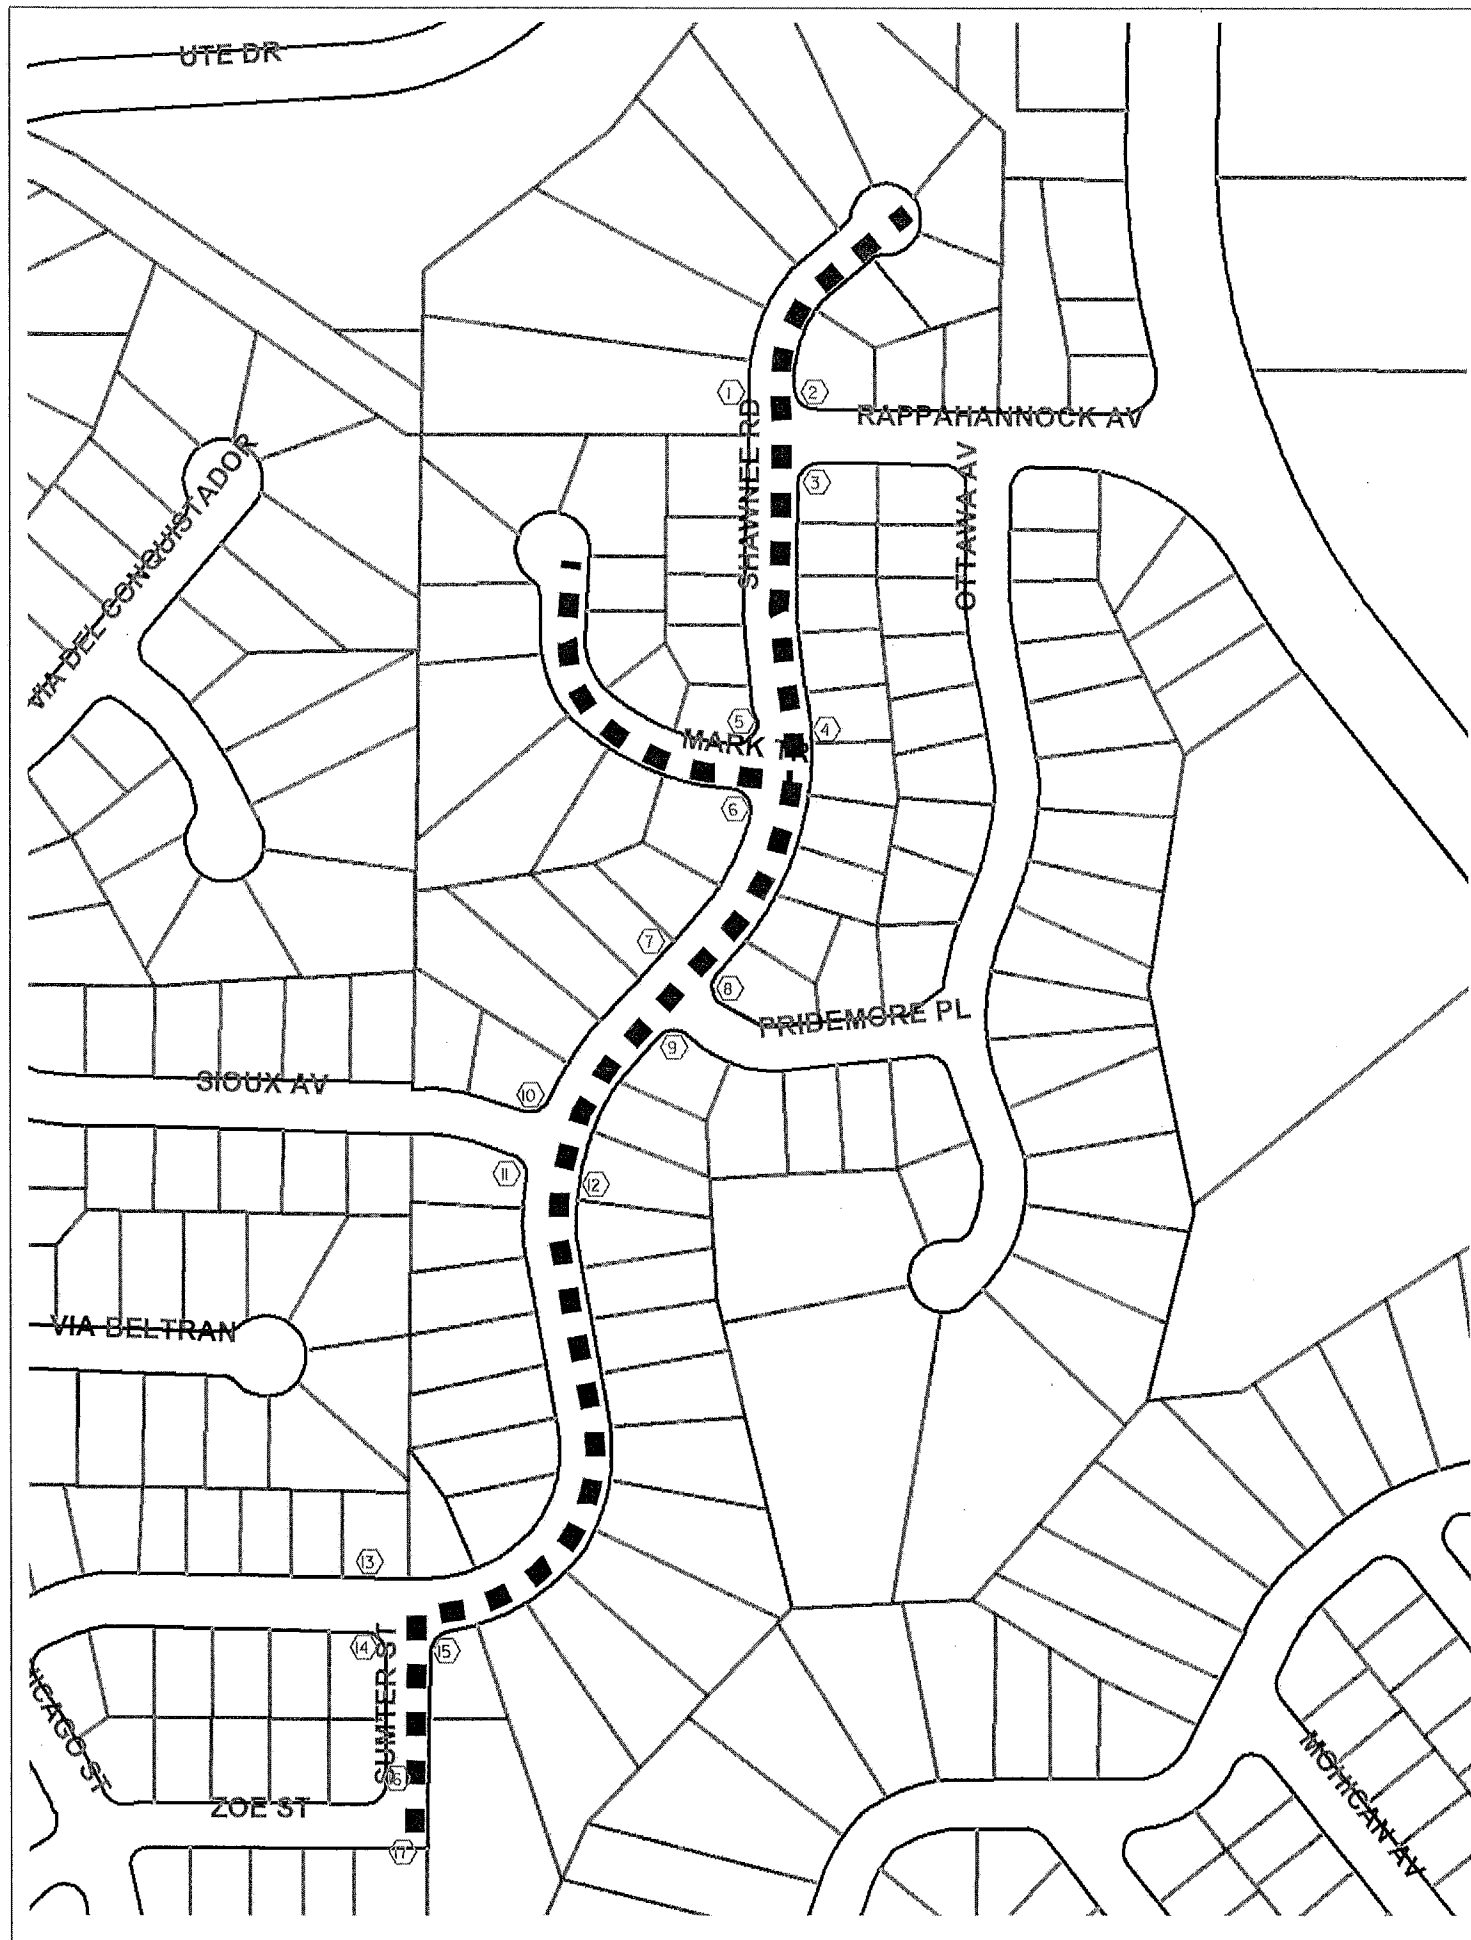 UTE DR
1
2
RAPPAHANNOCK AV
SHAWNEE RD
VIA DEL CONQUISTADOR
OTTAWA AV
3
5
4
MARK TR
6
7
8
PRIDEMORE PL
9
SIOUX AV
10
11
12
VIA BELTRAN
13
14
15
SUMTER ST
ICAGO ST
16
ZOE ST
MOHICAN AV
17